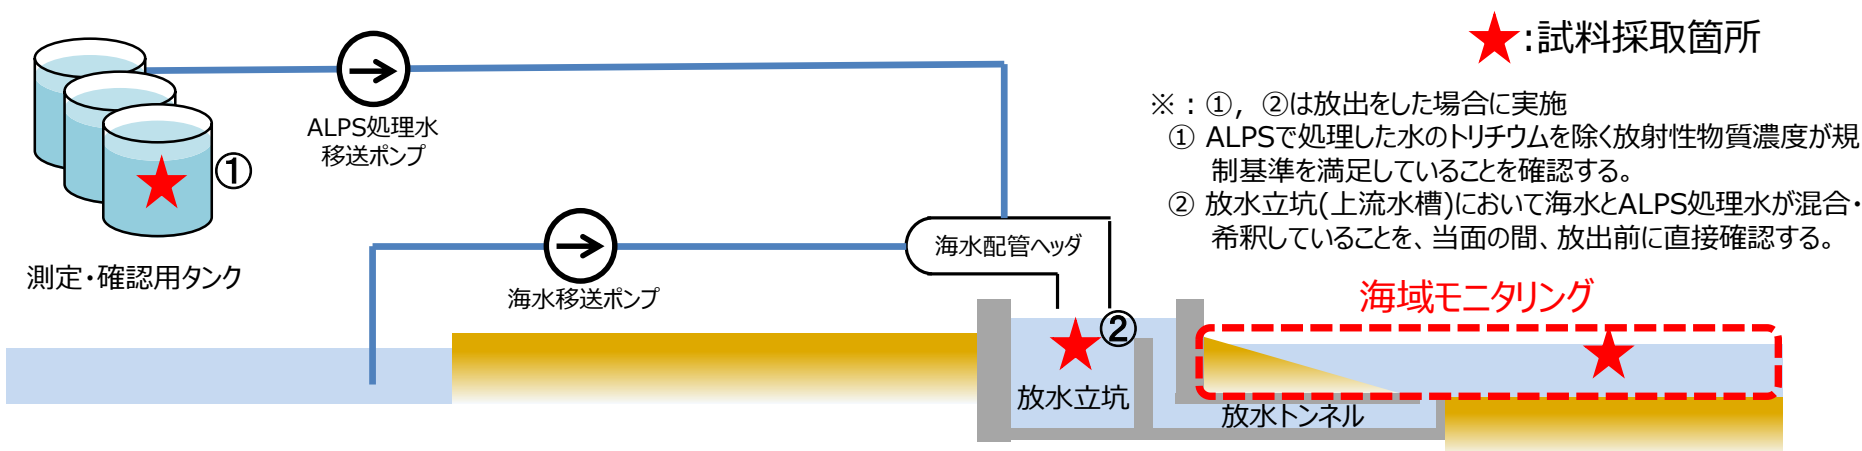 ★:試料採取箇所
※：①，②は放出をした場合に実施
① ALPSで処理した水のトリチウムを除く放射性物質濃度が規
制基準を満足していることを確認する。
② 放水立坑(上流水槽)において海水とALPS処理水が混合・
希釈していることを、当面の間、放出前に直接確認する。
ALPS処理水
移送ポンプ
①
測定・確認用タンク
海水配管ヘッダ
海水移送ポンプ
海域モニタリング
②
放水立坑
放水トンネル